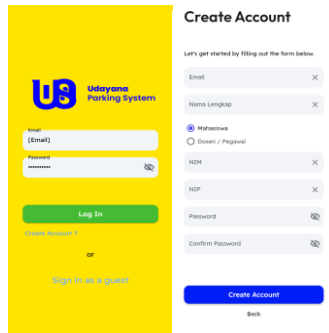 UB
Udayana
Parking System
Email
[Email]
Password
••••••••••
Log In
Create Account ?
or
Sign in as a guest
Create Account
Let's get started by filling out the form below.
Email
Nama Lengkap
Mahasiswa
Dosen / Pegawai
NIM
NIP
Password
Confirm Password
Create Account
Back